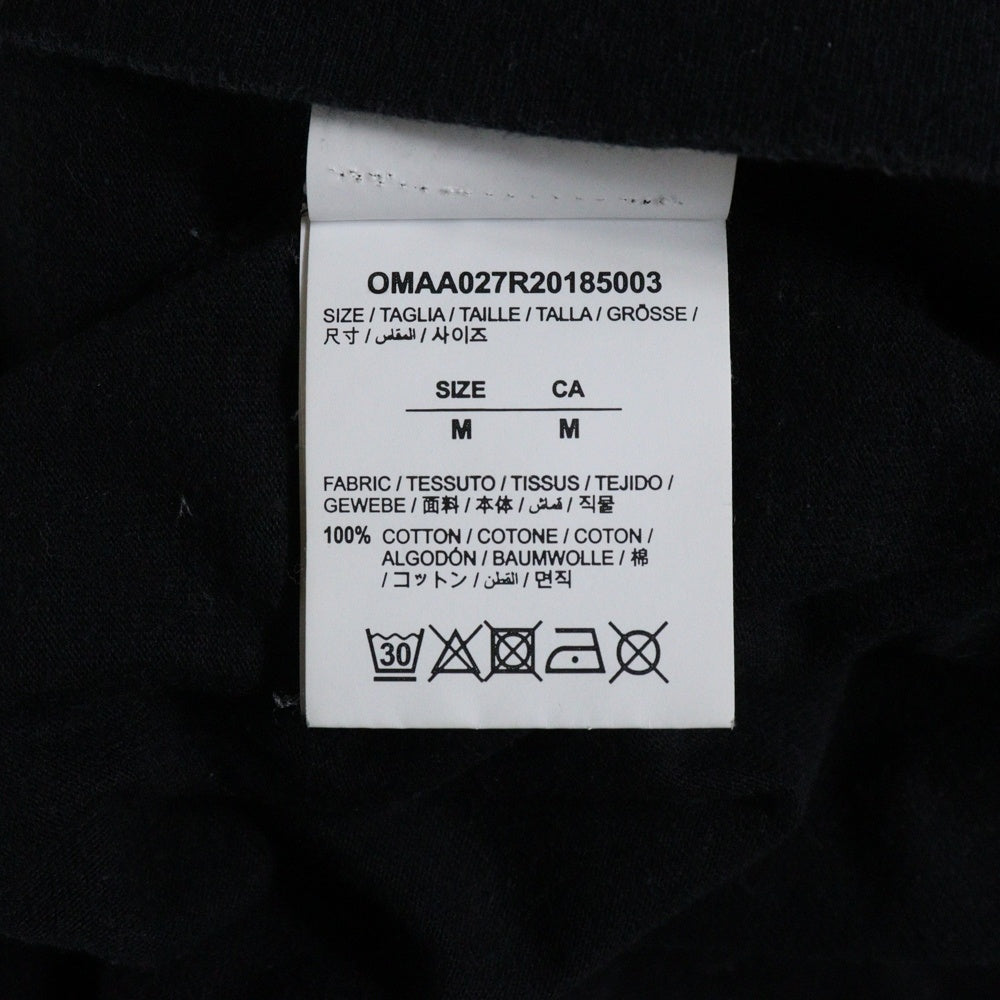 OMAA027R20185003
SIZE / TAGLIA / TAILLE / TALLA / GRÖSSE /
尺寸 / المقاس / 사이즈
SIZE CA
M M
FABRIC / TESSUTO / TISSUS / TEJIDO /
GEWEBE / 面料 / 本体 / قماش / 직물
100% COTTON / COTONE / COTON /
ALGODÓN / BAUMWOLLE / 棉
/ コットン / القطن / 면직
30